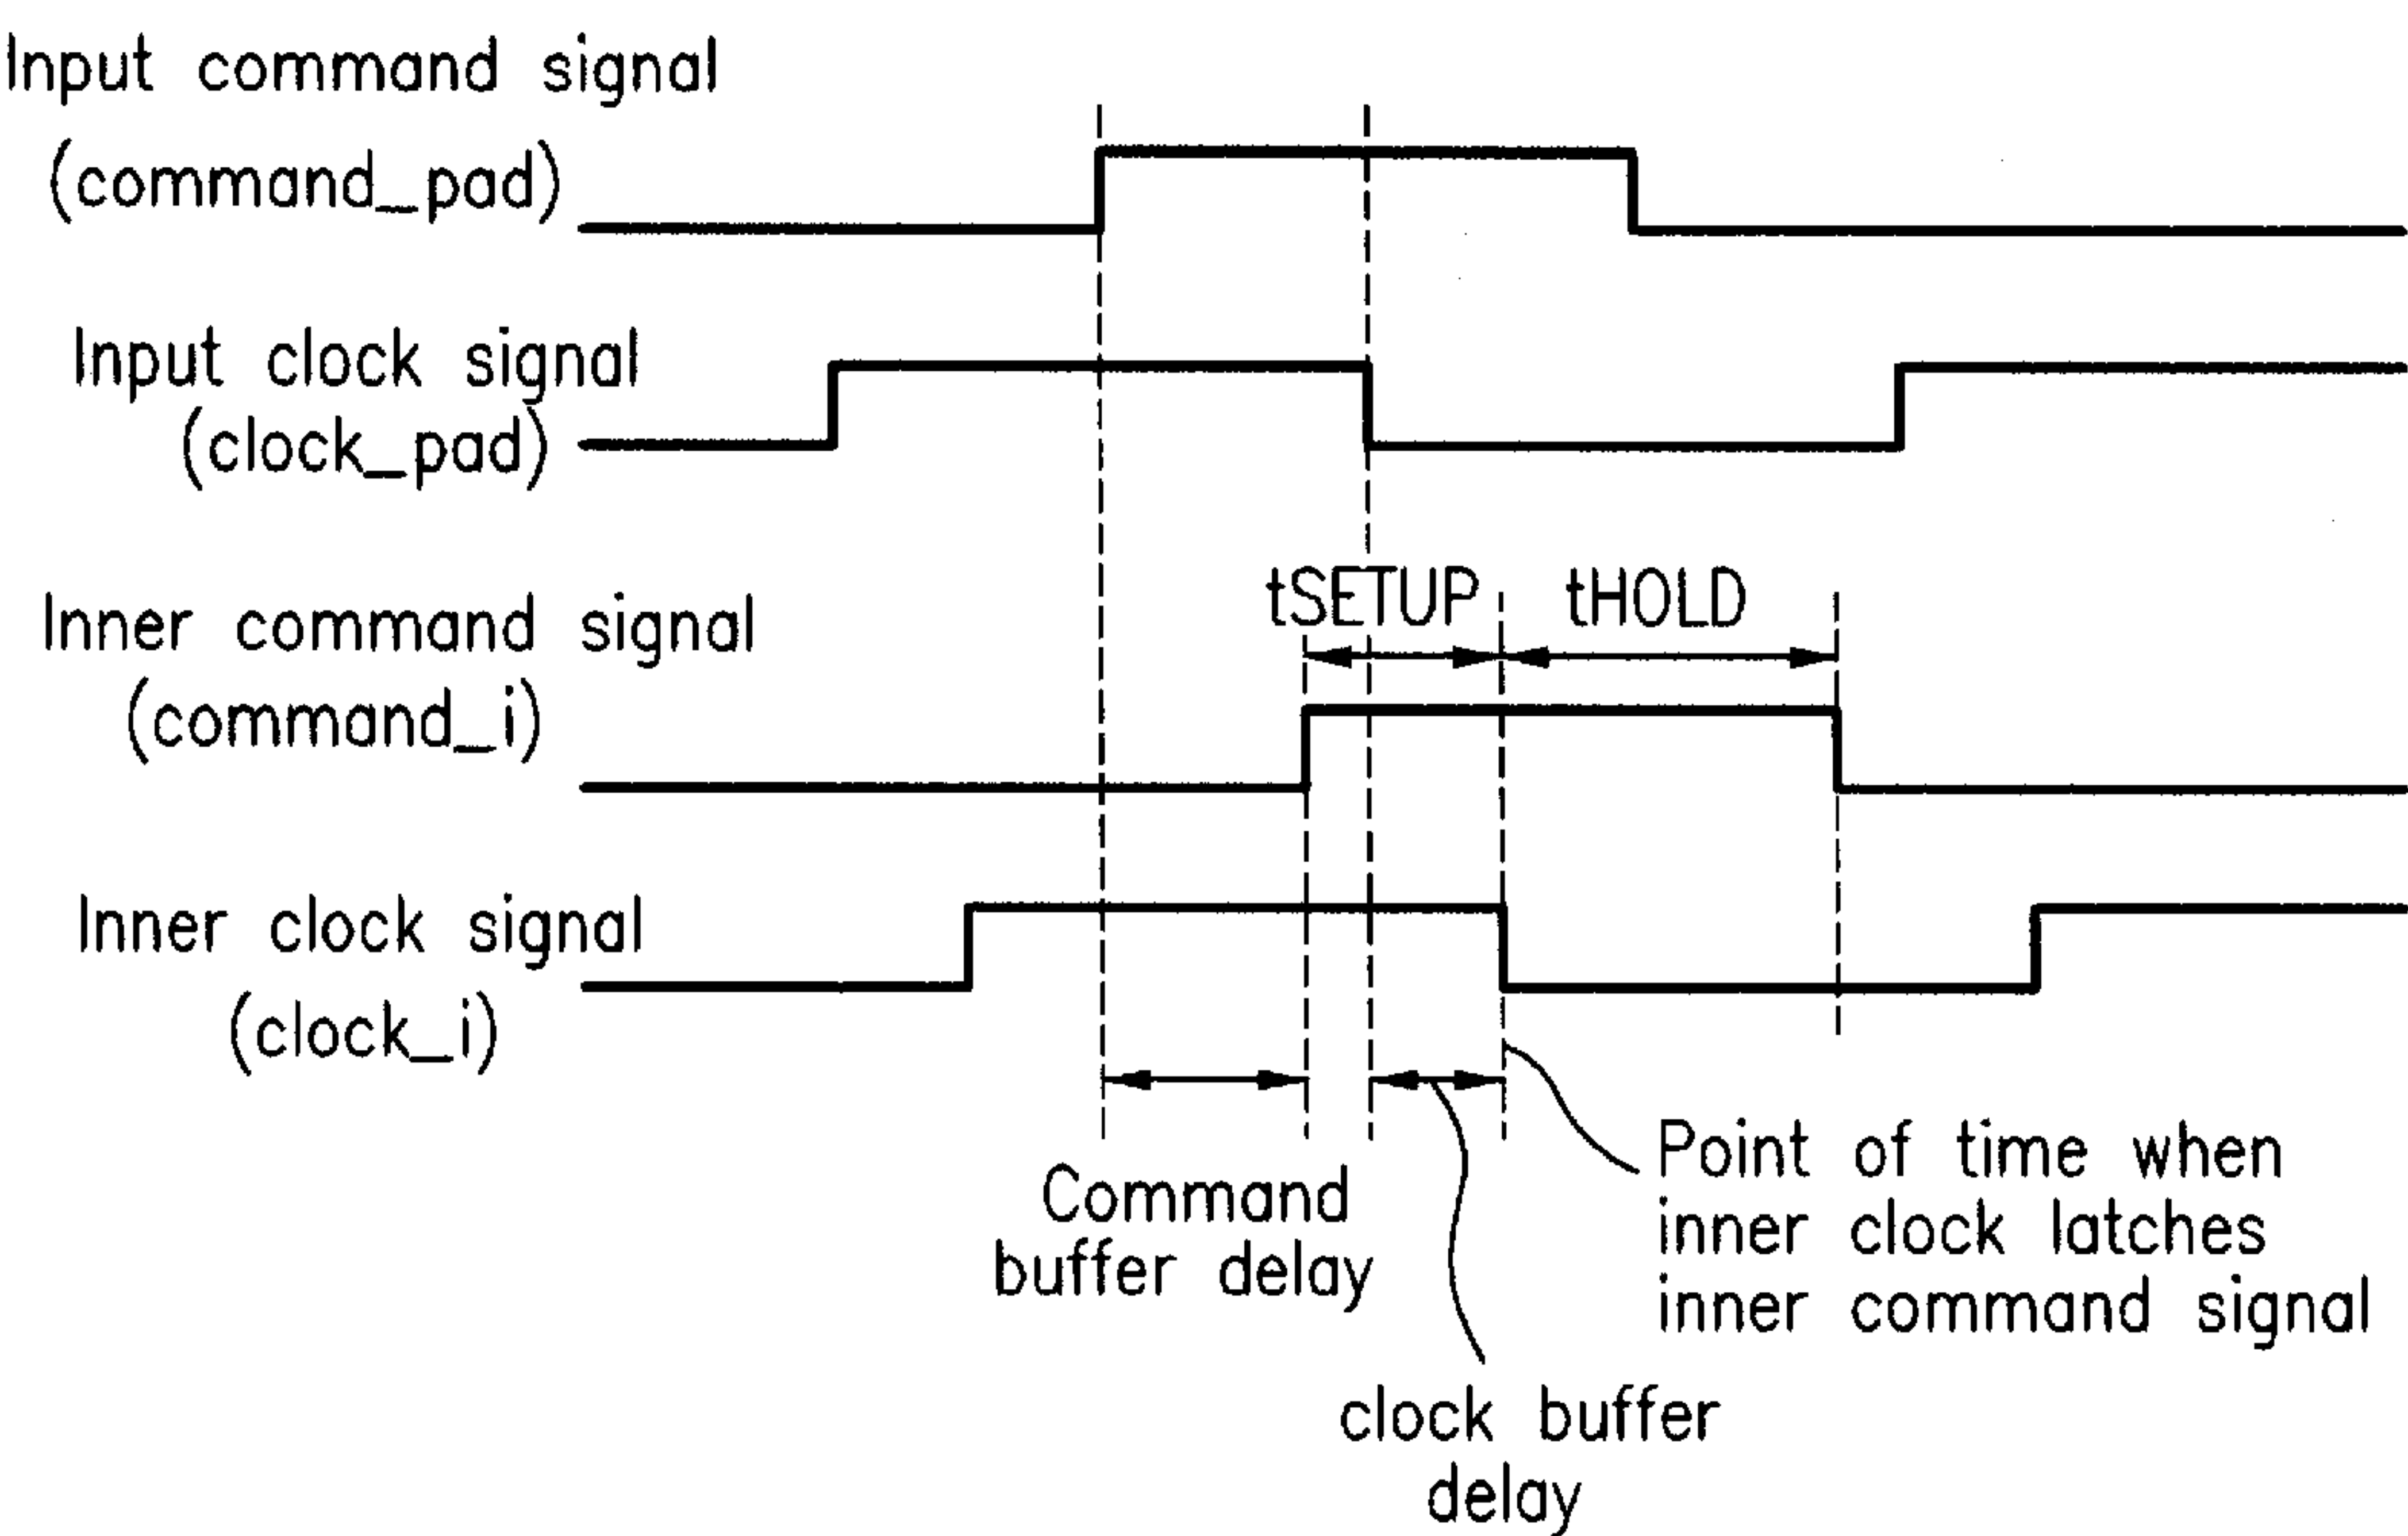 Input command signal
(command_pad)
Input clock signal
(clock_pad)
tSETUP tHOLD
Inner command signal
(command_i)
Inner clock signal
(clock_i)
Command
buffer delay
Point of time when
inner clock latches
inner command signal
clock buffer
delay